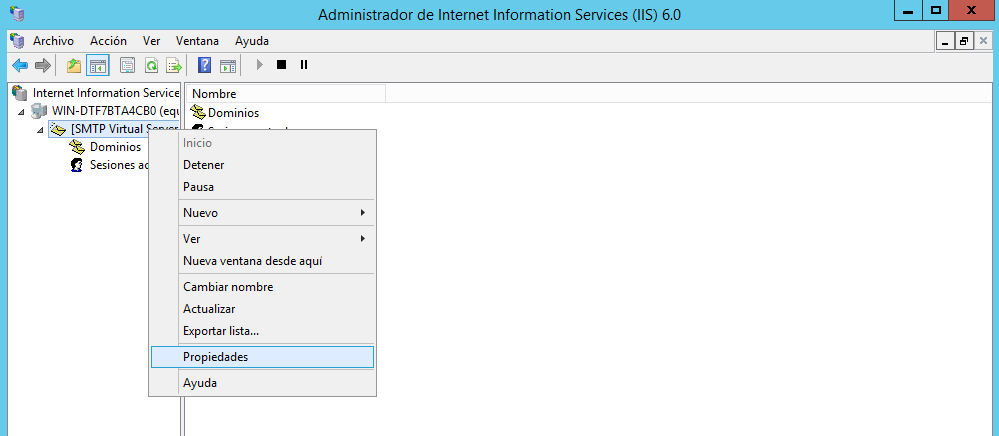 Administrador de Internet Information Services (IIS) 6.0
Archivo Acción Ver Ventana Ayuda
Internet Information Service
WIN-DTF7BTA4CB0 (equ
[SMTP Virtual Server
Dominios
Sesiones ac
Nombre
Dominios
Inicio
Detener
Pausa
Nuevo
Ver
Nueva ventana desde aquí
Cambiar nombre
Actualizar
Exportar lista...
Propiedades
Ayuda